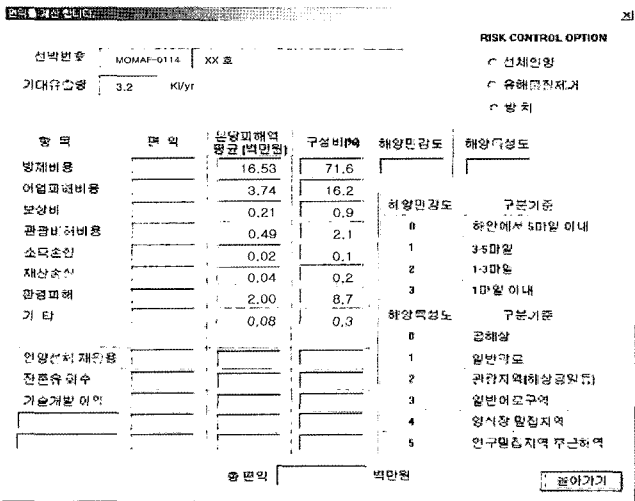 편익을 계산합니다
RISK CONTROL OPTION
선박번호 MOMAF-0114 XX 호
선체인양
기대유출량 3.2 Kl/yr
유해물질제거
방 치
항 목 편 익 톤당피해액 평균 (백만원) 구성비(%) 해양민감도 해양특성도
방제비용 16.53 71.6
어업피해비용 3.74 16.2
보상비 0.21 0.9
관광피해비용 0.49 2.1
소득손실 0.02 0.1
재산손실 0.04 0.2
환경피해 2.00 8.7
기 타 0.08 0.3
인양선체 재활용
잔존유 회수
기술개발 이익
해양민감도 구분기준
0 해안에서 5마일 이내
1 3-5마일
2 1-3마일
3 1마일 이내
해양특성도 구분기준
0 공해상
1 일반항로
2 관광지역(해상공원등)
3 일반어로구역
4 양식장 밀집지역
5 인구밀집지역 부근해역
총 편익 백만원
돌아가기